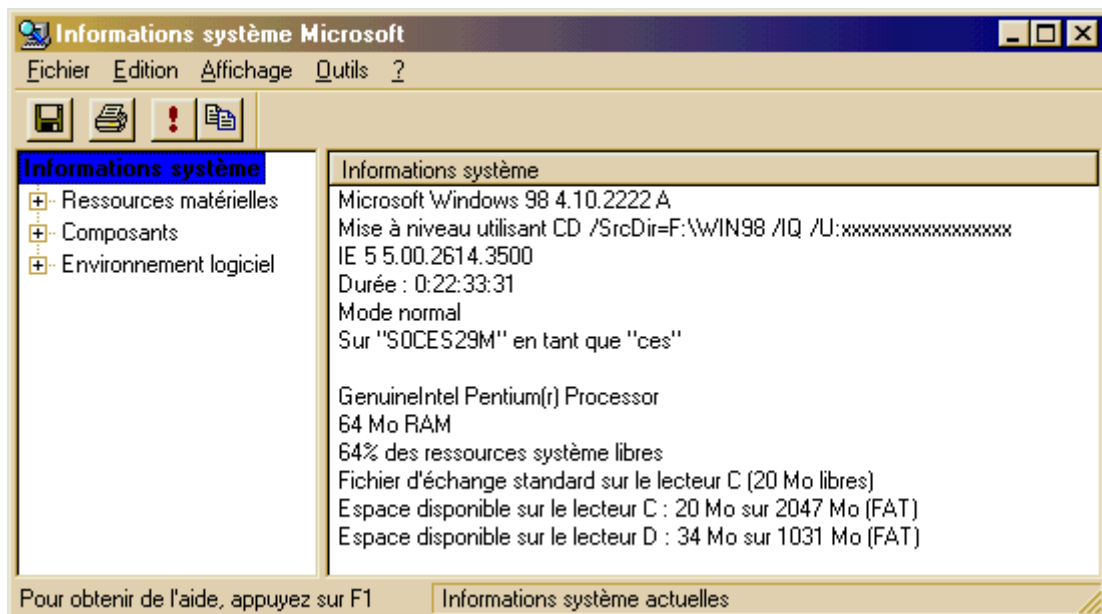 Informations système Microsoft
Fichier Edition Affichage Outils ?
Informations système
Ressources matérielles
Composants
Environnement logiciel
Informations système
Microsoft Windows 98 4.10.2222 A
Mise à niveau utilisant CD /SrcDir=F:\WIN98 /IQ /U:xxxxxxxxxxxxxxxxx
IE 5 5.00.2614.3500
Durée : 0:22:33:31
Mode normal
Sur "S0CES29M" en tant que "ces"
GenuineIntel Pentium(r) Processor
64 Mo RAM
64% des ressources système libres
Fichier d'échange standard sur le lecteur C (20 Mo libres)
Espace disponible sur le lecteur C : 20 Mo sur 2047 Mo (FAT)
Espace disponible sur le lecteur D : 34 Mo sur 1031 Mo (FAT)
Pour obtenir de l'aide, appuyez sur F1
Informations système actuelles